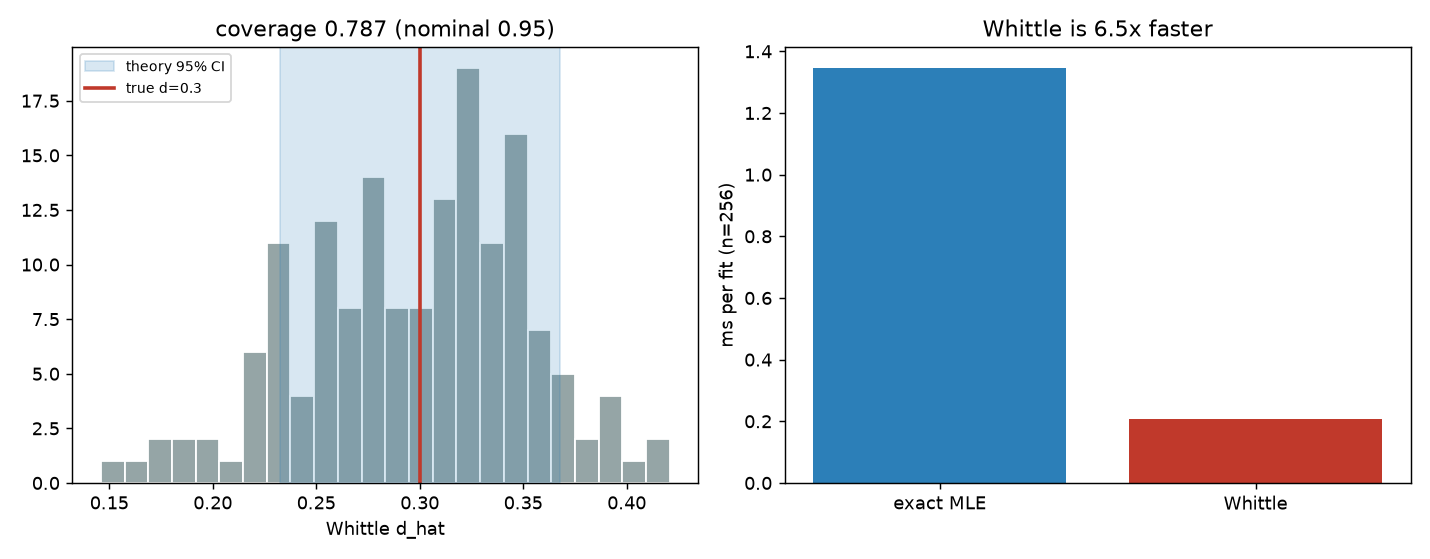 coverage 0.787 (nominal 0.95)
theory 95% CI
true d=0.3
17.5
15.0
12.5
10.0
7.5
5.0
2.5
0.0
0.15
0.20
0.25
0.30
0.35
0.40
Whittle d_hat
Whittle is 6.5x faster
ms per fit (n=256)
1.4
1.2
1.0
0.8
0.6
0.4
0.2
0.0
exact MLE
Whittle